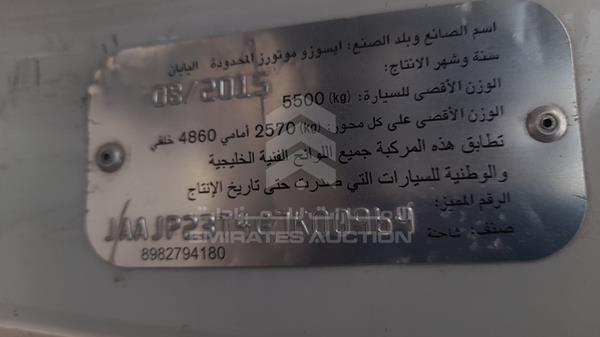 اسم الصانع وبلد الصنع: ايسوزو موتورز المحدودة اليابان
سنة وشهر الانتاج:
08/2015
الوزن الأقصى للسيارة: (kg) 5500
الوزن الأقصى على كل محور: (kg) 2570 أمامي 4860 خلفي
تطابق هذه المركبة جميع اللوائح الفنية الخليجية
والوطنية للسيارات التي صدرت حتى تاريخ الإنتاج
الرقم المميز:
صنف: شاحنة
EMIRATES AUCTION
8982794180